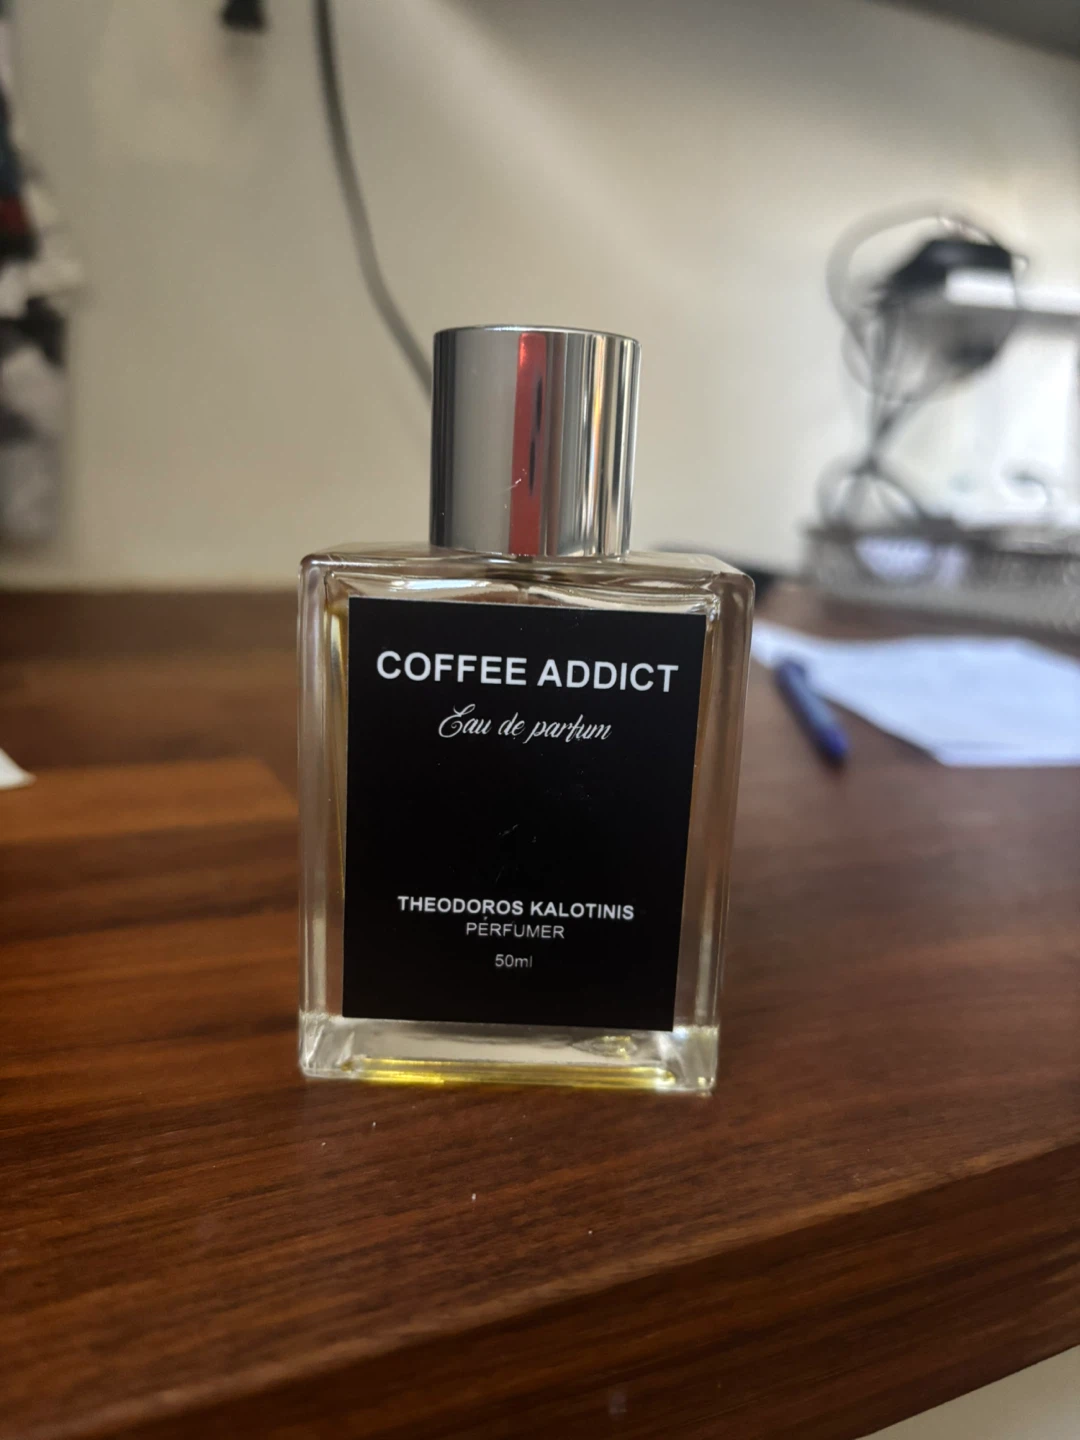 COFFEE ADDICT
Eau de parfum
THEODOROS KALOTINIS
PERFUMER
50ml